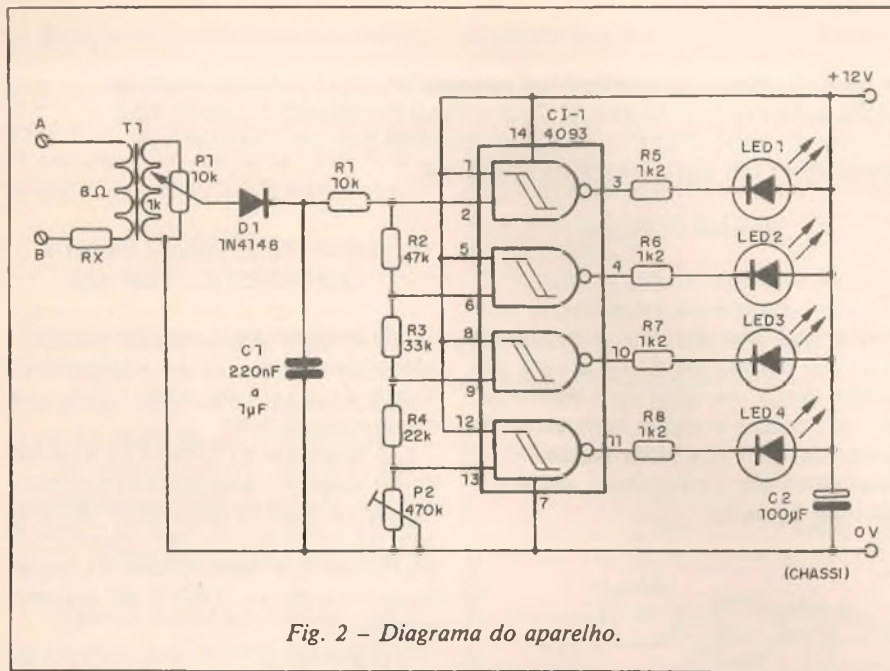 +12V
A
T1
P1
10k
8Ω
1k
B
RX
D1
1N4148
R1
10k
C1
220nF
a
1µF
R2
47k
R3
33k
R4
22k
P2
470k
CI-1
4093
14
1
2
3
5
6
4
8
9
10
12
13
11
7
R5
1k2
LED1
R6
1k2
LED2
R7
1k2
LED3
R8
1k2
LED4
C2
100µF
0V
(CHASSI)
Fig. 2 – Diagrama do aparelho.